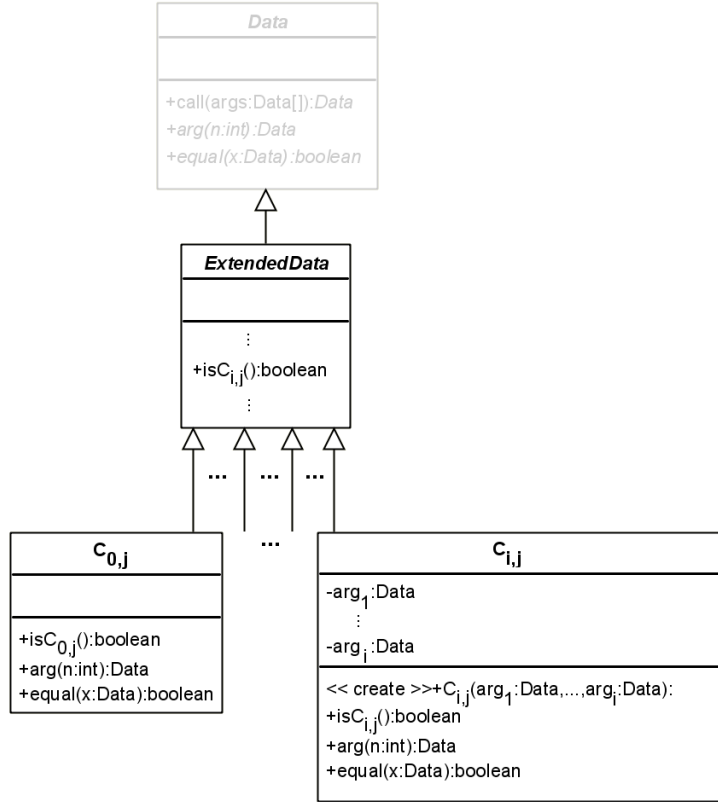 Data
+call(args:Data[]):Data
+arg(n:int):Data
+equal(x:Data):boolean
ExtendedData
⋮
+isC_{i,j}():boolean
⋮
... ... ...
...
C_{0,j}
+isC_{0,j}():boolean
+arg(n:int):Data
+equal(x:Data):boolean
C_{i,j}
-arg_1:Data
⋮
-arg_i:Data
<< create >>+C_{i,j}(arg_1:Data,...,arg_i:Data):
+isC_{i,j}():boolean
+arg(n:int):Data
+equal(x:Data):boolean